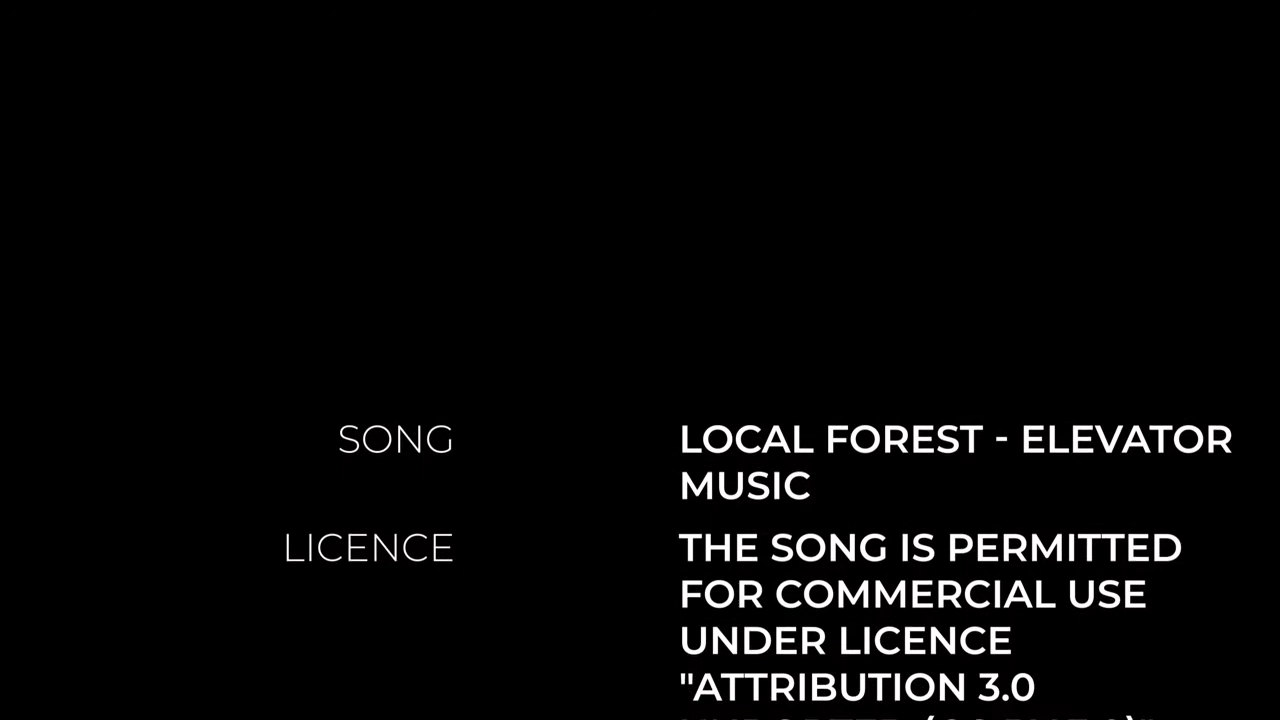 SONG
LOCAL FOREST - ELEVATOR
MUSIC
LICENCE
THE SONG IS PERMITTED
FOR COMMERCIAL USE
UNDER LICENCE
"ATTRIBUTION 3.0